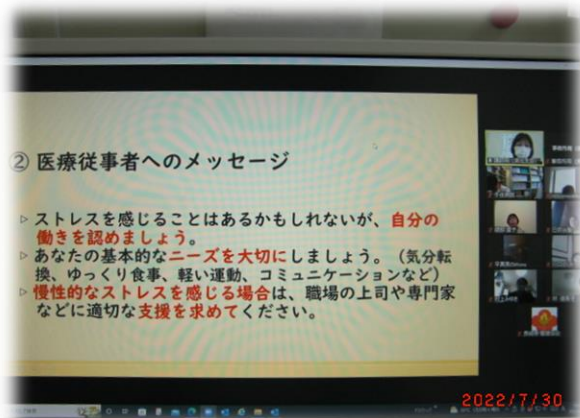 ② 医療従事者へのメッセージ
▷ ストレスを感じることはあるかもしれないが、自分の
働きを認めましょう。
▷ あなたの基本的なニーズを大切にしましょう。（気分転
換、ゆっくり食事、軽い運動、コミュニケーションなど）
▷ 慢性的なストレスを感じる場合は、職場の上司や専門家
などに適切な支援を求めてください。
2022/7/30